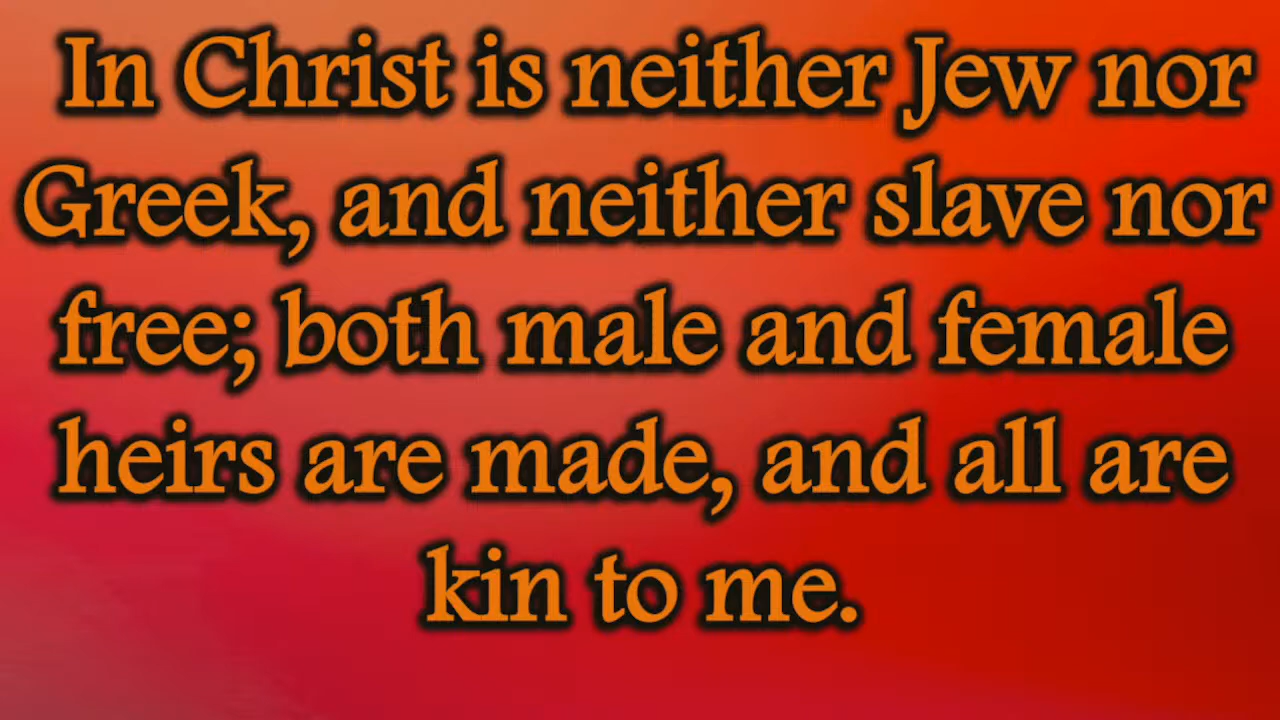 In Christ is neither Jew nor
Greek, and neither slave nor
free; both male and female
heirs are made, and all are
kin to me.